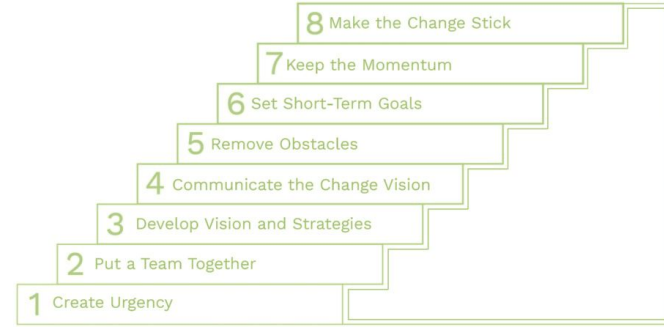 8 Make the Change Stick
7 Keep the Momentum
6 Set Short-Term Goals
5 Remove Obstacles
4 Communicate the Change Vision
3 Develop Vision and Strategies
2 Put a Team Together
1 Create Urgency